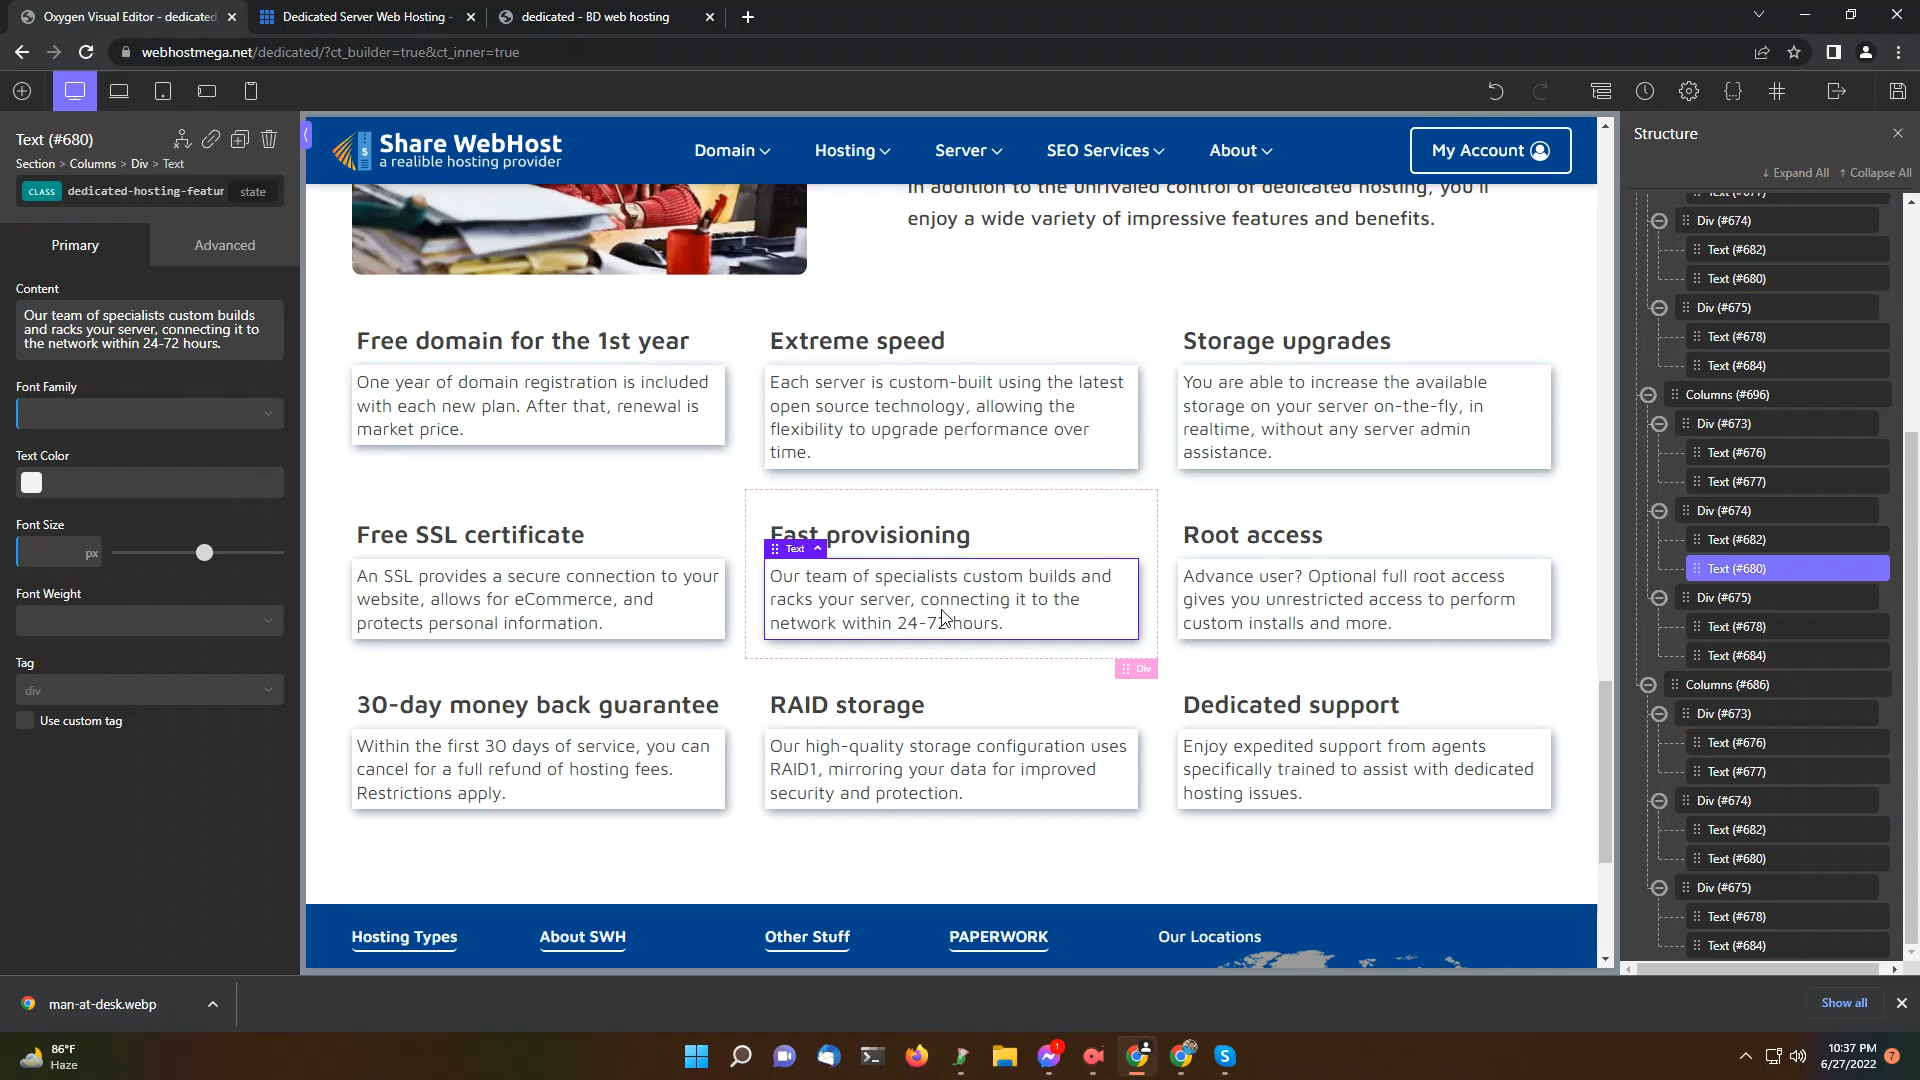 Oxygen Visual Editor - dedicated
Dedicated Server Web Hosting -
dedicated - BD web hosting
webhostmega.net/dedicated/?ct_builder=true&ct_inner=true
Text (#680)
Section > Columns > Div > Text
CLASS dedicated-hosting-featur state
Primary
Advanced
Content
Our team of specialists custom builds
and racks your server, connecting it to
the network within 24-72 hours.
Font Family
Text Color
Font Size
px
Font Weight
Tag
div
Use custom tag
Share WebHost
a realible hosting provider
Domain
Hosting
Server
SEO Services
About
My Account
In addition to the unrivaled control of dedicated hosting, you'll
enjoy a wide variety of impressive features and benefits.
Free domain for the 1st year
One year of domain registration is included
with each new plan. After that, renewal is
market price.
Extreme speed
Each server is custom-built using the latest
open source technology, allowing the
flexibility to upgrade performance over
time.
Storage upgrades
You are able to increase the available
storage on your server on-the-fly, in
realtime, without any server admin
assistance.
Free SSL certificate
An SSL provides a secure connection to your
website, allows for eCommerce, and
protects personal information.
Fast provisioning
Text
Our team of specialists custom builds and
racks your server, connecting it to the
network within 24-72 hours.
Div
Root access
Advance user? Optional full root access
gives you unrestricted access to perform
custom installs and more.
30-day money back guarantee
Within the first 30 days of service, you can
cancel for a full refund of hosting fees.
Restrictions apply.
RAID storage
Our high-quality storage configuration uses
RAID1, mirroring your data for improved
security and protection.
Dedicated support
Enjoy expedited support from agents
specifically trained to assist with dedicated
hosting issues.
Hosting Types
About SWH
Other Stuff
PAPERWORK
Our Locations
Structure
Expand All
Collapse All
Text (#677)
Div (#674)
Text (#682)
Text (#680)
Div (#675)
Text (#678)
Text (#684)
Columns (#696)
Div (#673)
Text (#676)
Text (#677)
Div (#674)
Text (#682)
Text (#680)
Div (#675)
Text (#678)
Text (#684)
Columns (#686)
Div (#673)
Text (#676)
Text (#677)
Div (#674)
Text (#682)
Text (#680)
Div (#675)
Text (#678)
Text (#684)
man-at-desk.webp
Show all
86°F
Haze
1
10:37 PM
6/27/2022
7